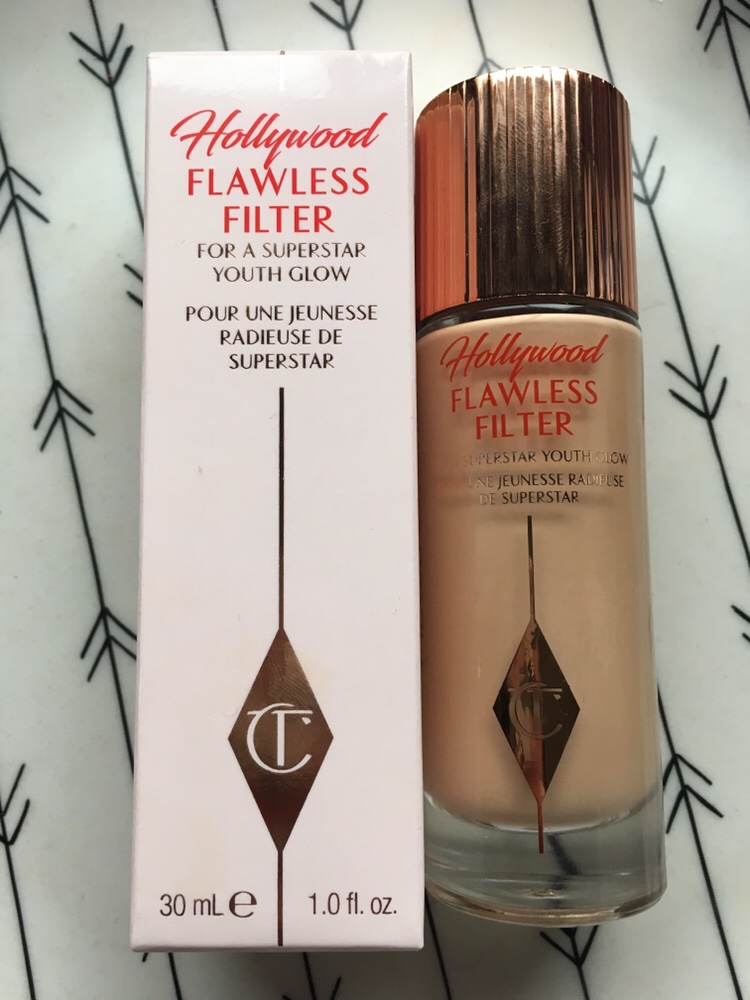 Hollywood
FLAWLESS
FILTER
FOR A SUPERSTAR
YOUTH GLOW
POUR UNE JEUNESSE
RADIEUSE DE
SUPERSTAR
CT
30 mL e
1.0 fl. oz.
Hollywood
FLAWLESS
FILTER
SUPERSTAR YOUTH GLOW
UNE JEUNESSE RADIEUSE
DE SUPERSTAR
CT